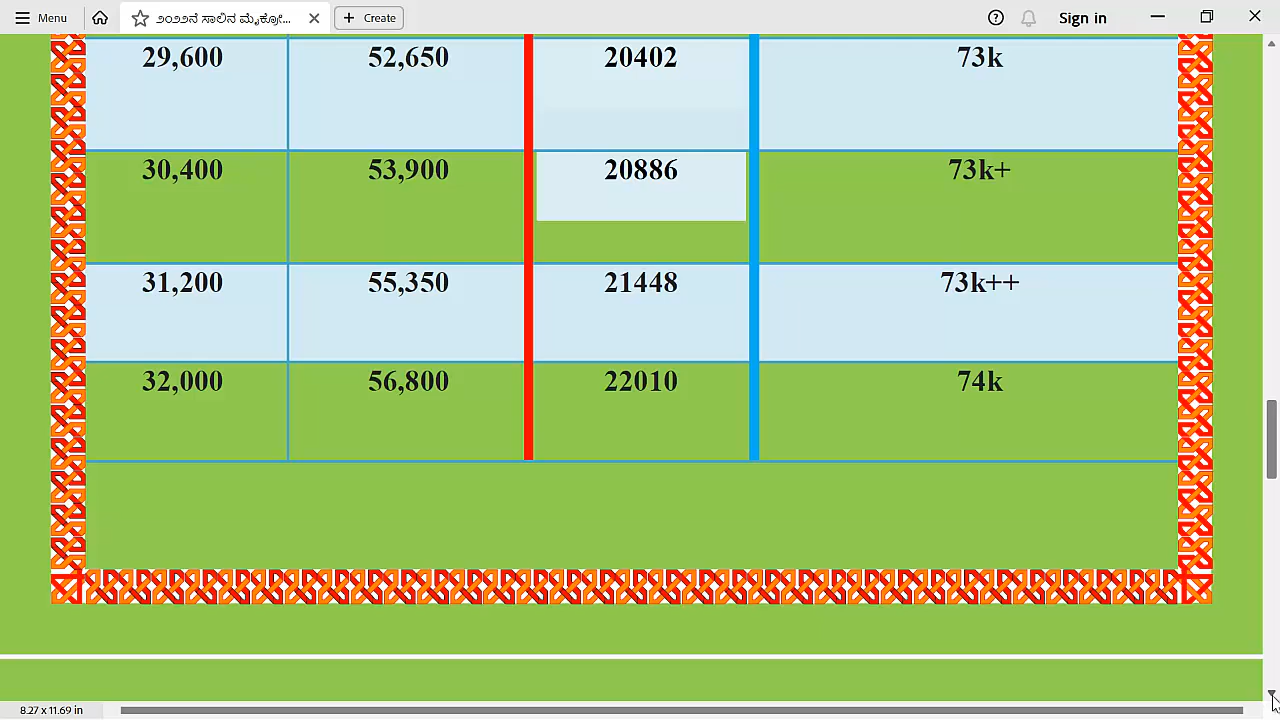 Menu ೨೦೨೨ನೆ ಸಾಲಿನ ಮೈಕ್ರೋ... Create Sign in
29,600 52,650 20402 73k
30,400 53,900 20886 73k+
31,200 55,350 21448 73k++
32,000 56,800 22010 74k
8.27 x 11.69 in